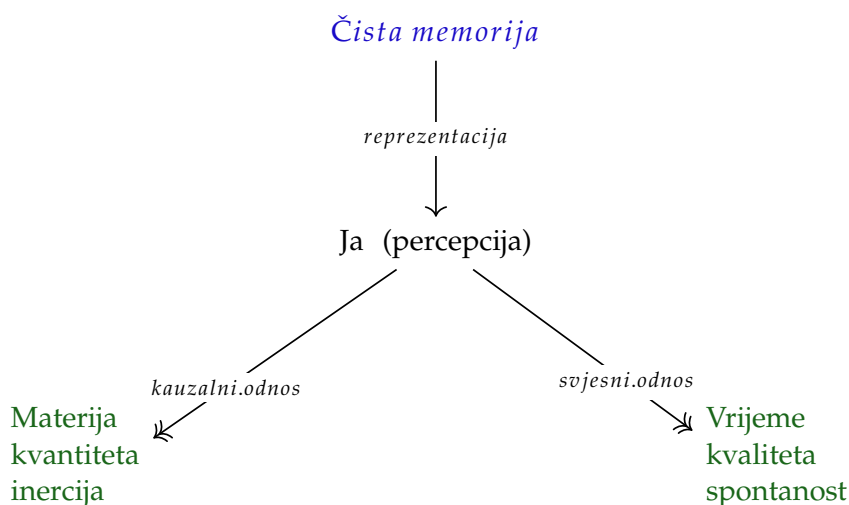 Čista memorija
reprezentacija
Ja (percepcija)
kauzalni.odnos
svjesni.odnos
Materija
kvantiteta
inercija
Vrijeme
kvaliteta
spontanost